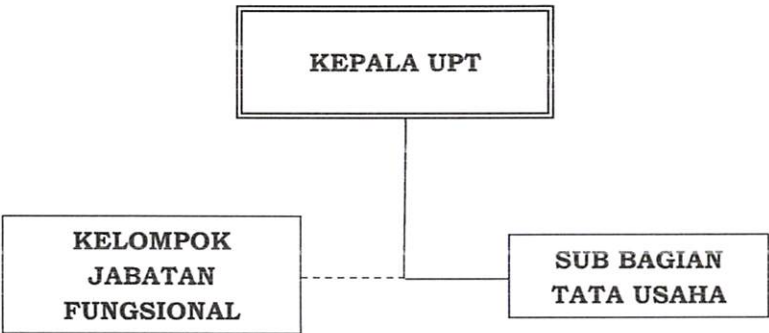 KEPALA UPT
KELOMPOK
JABATAN
FUNGSIONAL
SUB BAGIAN
TATA USAHA